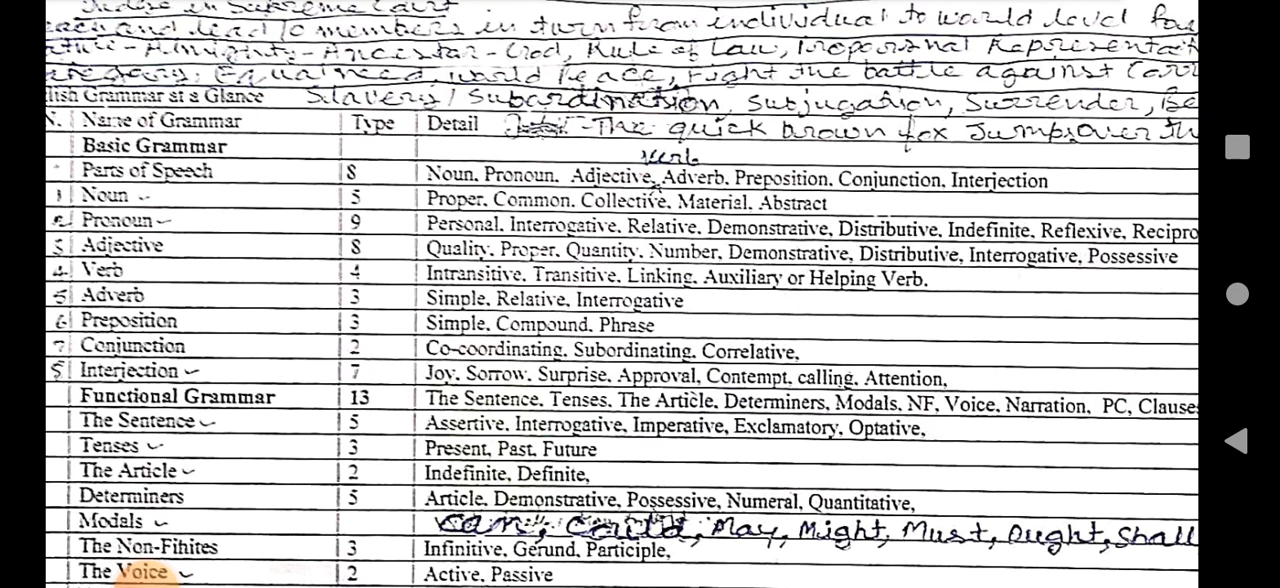 Supreme Court
and lead to members in turn from individual to world level
Almighty - Ancestor - God, Rule of Law, Representat
Equal need, world Peace, fight the battle against
lish Grammar at a Glance Slavery / Subordination, Subjugation, Surrender, Be
N. Name of Grammar Type Detail - The quick brown fox Jumps over th
Basic Grammar verb
Parts of Speech 8 Noun. Pronoun. Adjective, Adverb. Preposition. Conjunction. Interjection
1 Noun 5 Proper. Common. Collective. Material. Abstract
2 Pronoun 9 Personal. Interrogative. Relative. Demonstrative, Distributive, Indefinite, Reflexive, Recipro
3 Adjective 8 Quality. Proper. Quantity. Number, Demonstrative, Distributive, Interrogative, Possessive
4 Verb 4 Intransitive. Transitive. Linking. Auxiliary or Helping Verb.
5 Adverb 3 Simple. Relative. Interrogative
6 Preposition 3 Simple. Compound. Phrase
7 Conjunction 2 Co-coordinating. Subordinating. Correlative,
Interjection 7 Joy. Sorrow. Surprise. Approval, Contempt, calling, Attention,
Functional Grammar 13 The Sentence. Tenses. The Article, Determiners, Modals, NF, Voice, Narration, PC, Clause
The Sentence 5 Assertive, Interrogative, Imperative, Exclamatory, Optative,
Tenses 3 Present, Past, Future
The Article 2 Indefinite, Definite,
Determiners 5 Article, Demonstrative, Possessive, Numeral, Quantitative,
Modals can, Could, May, Might, Must, Ought, Shall
The Non-Fihites 3 Infinitive, Gerund, Participle,
The Voice 2 Active, Passive